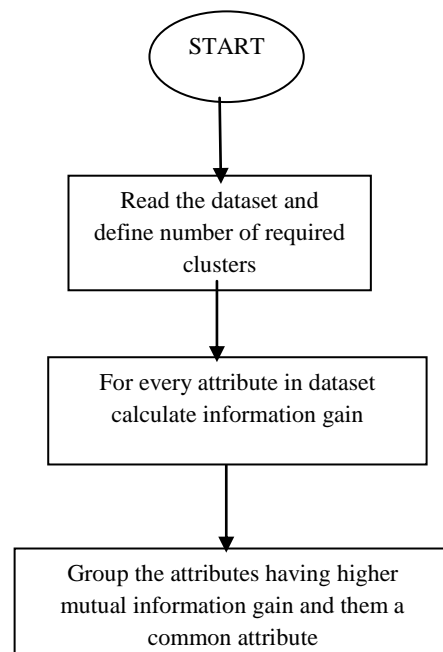 START
Read the dataset and
define number of required
clusters
For every attribute in dataset
calculate information gain
Group the attributes having higher
mutual information gain and them a
common attribute